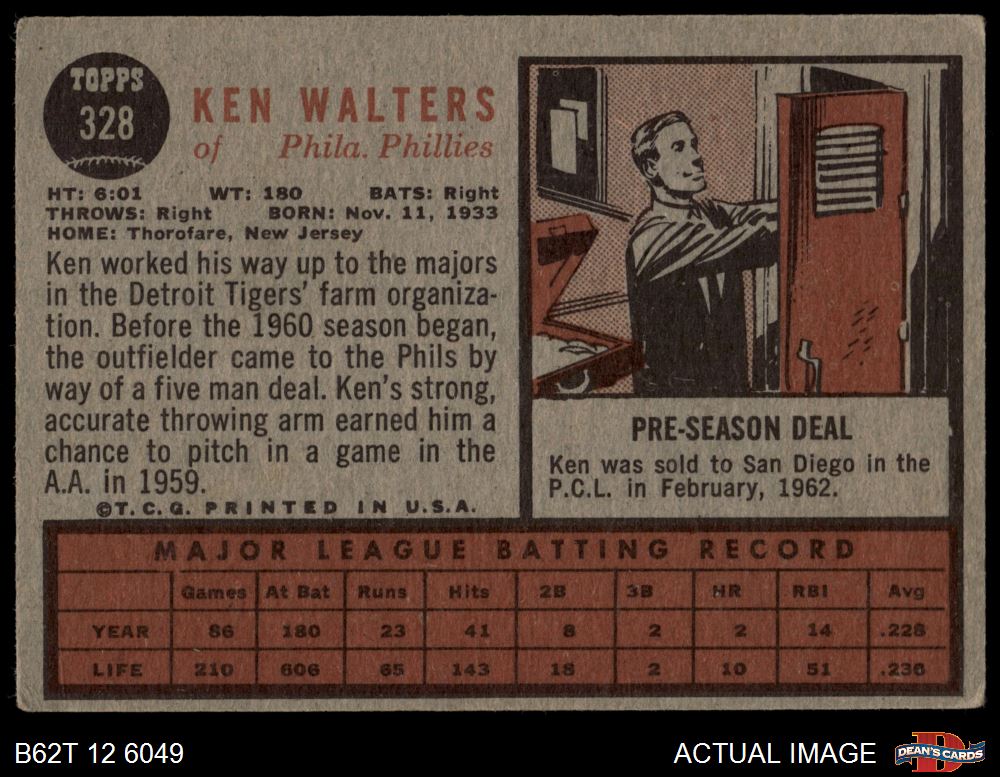 TOPPS
328
KEN WALTERS
of Phila. Phillies
HT: 6:01 WT: 180 BATS: Right
THROWS: Right BORN: Nov. 11, 1933
HOME: Thorofare, New Jersey
Ken worked his way up to the majors
in the Detroit Tigers' farm organiza-
tion. Before the 1960 season began,
the outfielder came to the Phils by
way of a five man deal. Ken's strong,
accurate throwing arm earned him a
chance to pitch in a game in the
A.A. in 1959.
©T.C.G. PRINTED IN U.S.A.
PRE-SEASON DEAL
Ken was sold to San Diego in the
P.C.L. in February, 1962.
MAJOR LEAGUE BATTING RECORD
Games At Bat Runs Hits 2B 3B HR RBI Avg
YEAR 86 180 23 41 8 2 2 14 .228
LIFE 210 606 65 143 18 2 10 51 .236
B62T 12 6049
ACTUAL IMAGE
D
DEAN'S CARDS